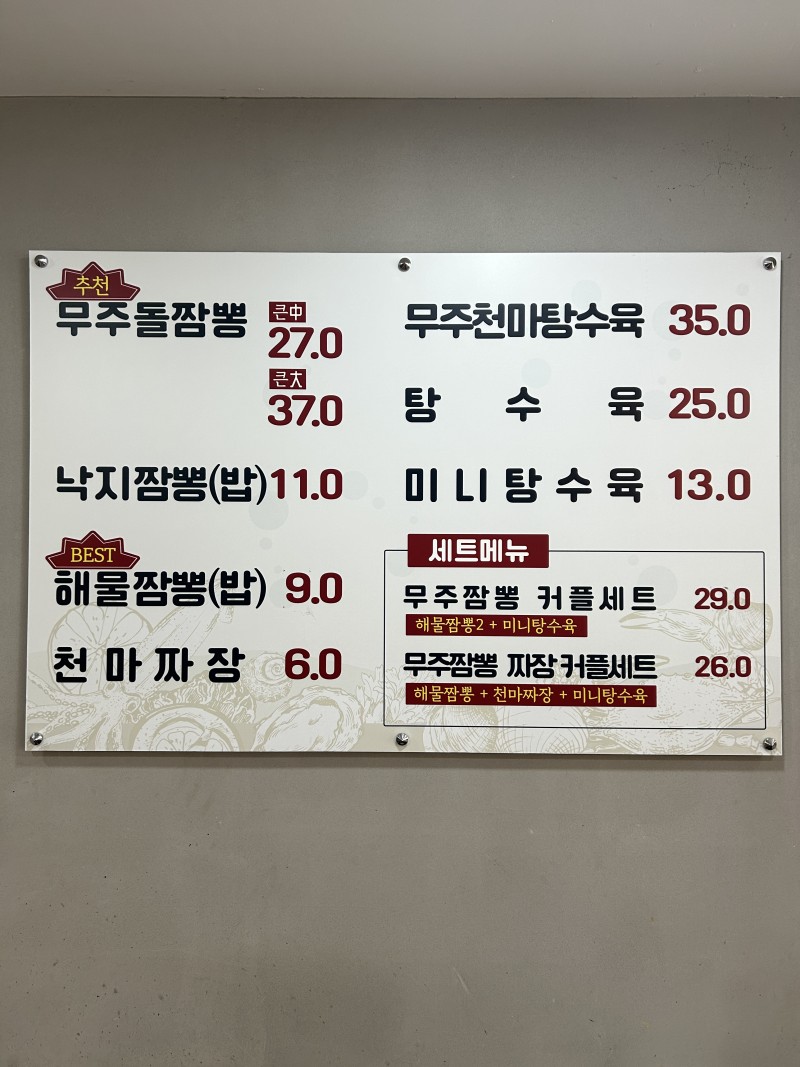 추천
무주돌짬뽕 큰中 27.0
큰大 37.0
낙지짬뽕(밥) 11.0
BEST
해물짬뽕(밥) 9.0
천마짜장 6.0
무주천마탕수육 35.0
탕수육 25.0
미니탕수육 13.0
세트메뉴
무주짬뽕 커플세트 29.0
해물짬뽕2 + 미니탕수육
무주짬뽕 짜장커플세트 26.0
해물짬뽕 + 천마짜장 + 미니탕수육